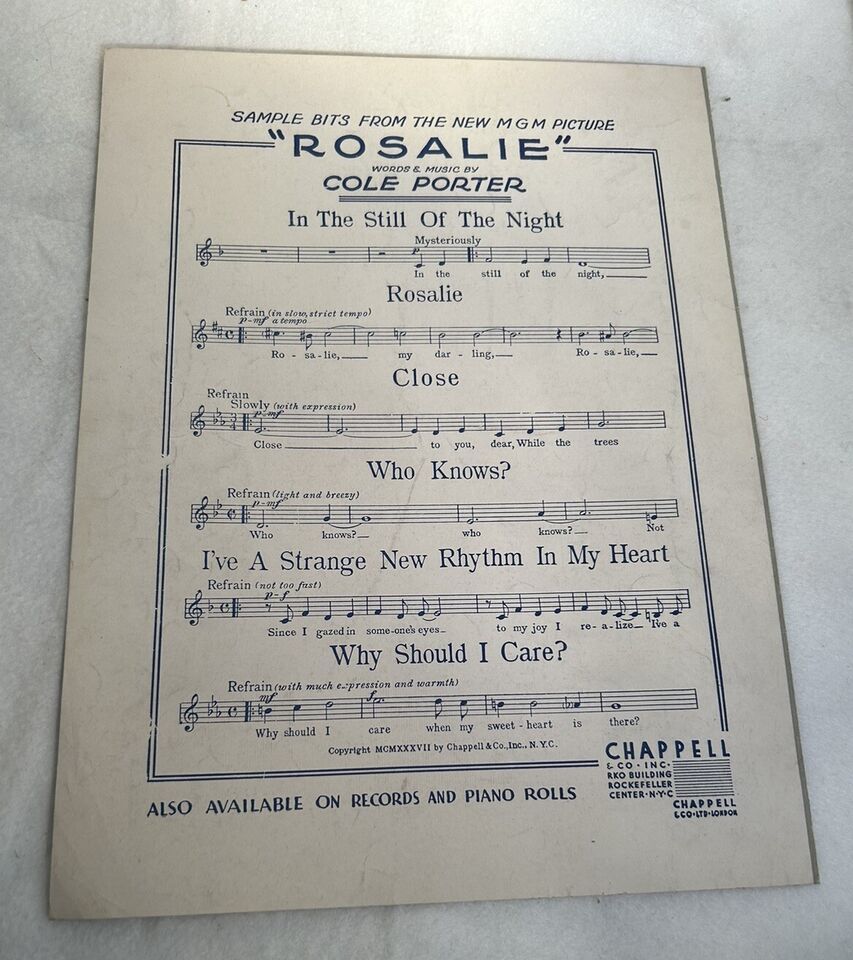 SAMPLE BITS FROM THE NEW MGM PICTURE
"ROSALIE"
WORDS & MUSIC BY
COLE PORTER
In The Still Of The Night
Mysteriously
p
In the still of the night,
Rosalie
Refrain (in slow, strict tempo)
p-mf a tempo
Ro - sa - lie, my dar - ling, Ro - sa - lie,
Close
Refrain
Slowly (with expression)
p-mf
Close to you, dear, While the trees
Who Knows?
Refrain (light and breezy)
p-mf
Who knows? who knows? Not
I've A Strange New Rhythm In My Heart
Refrain (not too fast)
p-f
Since I gazed in some-one's eyes to my joy I re-a-lize I've a
Why Should I Care?
Refrain (with much expression and warmth)
mf
Why should I care when my sweet-heart is there?
Copyright MCMXXXVII by Chappell & Co., Inc., N.Y.C.
CHAPPELL
& CO · INC ·
RKO BUILDING
ROCKEFELLER
CENTER · N · Y · C
CHAPPELL
& CO · LTD · LONDON
ALSO AVAILABLE ON RECORDS AND PIANO ROLLS